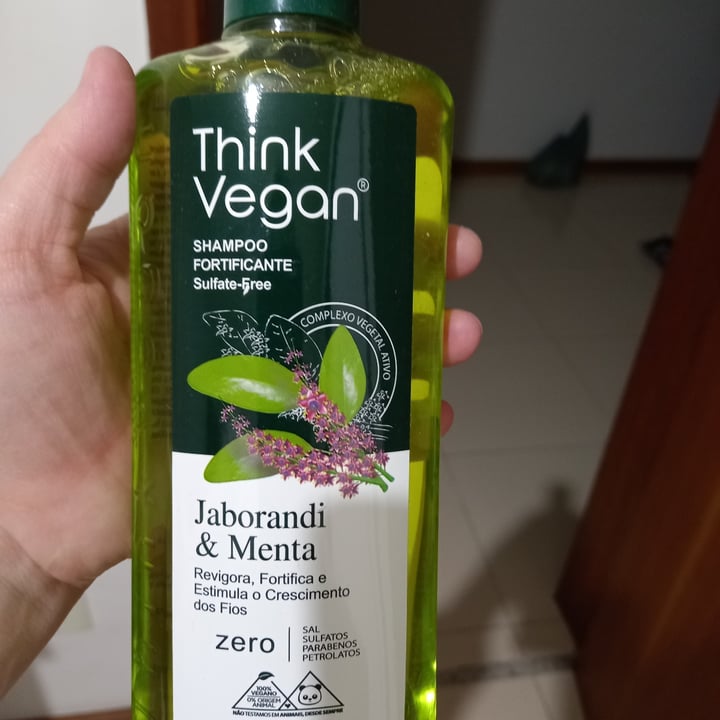 Think
Vegan®
SHAMPOO
FORTIFICANTE
Sulfate-Free
COMPLEXO VEGETAL ATIVO
Jaborandi
& Menta
Revigora, Fortifica e
Estimula o Crescimento
dos Fios
zero
SAL
SULFATOS
PARABENOS
PETROLATOS
100%
VEGANO
0% ORIGEM
ANIMAL
NÃO TESTAMOS EM ANIMAIS, DESDE SEMPRE